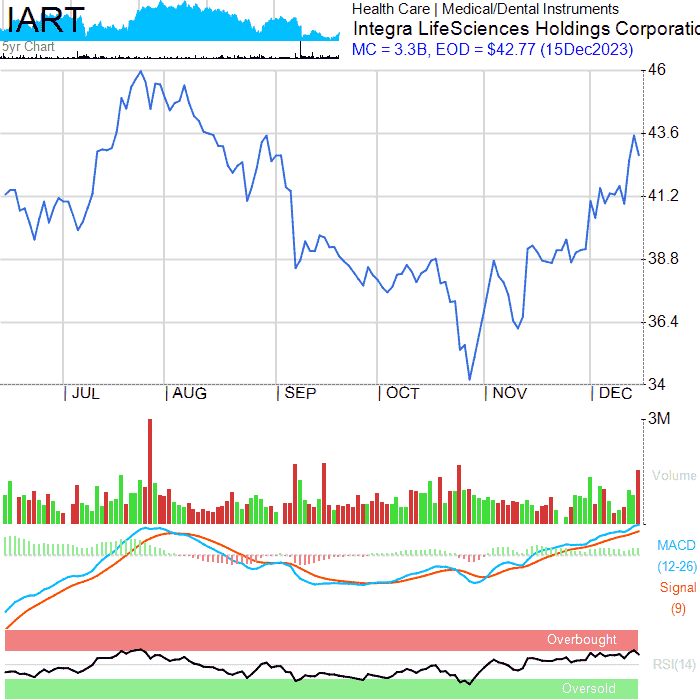 IART
5yr Chart
Health Care | Medical/Dental Instruments
Integra LifeSciences Holdings Corporatio
MC = 3.3B, EOD = $42.77 (15Dec2023)
46
43.6
41.2
38.8
36.4
34
JUL AUG SEP OCT NOV DEC
3M
Volume
MACD
(12-26)
Signal
(9)
Overbought
RSI(14)
Oversold